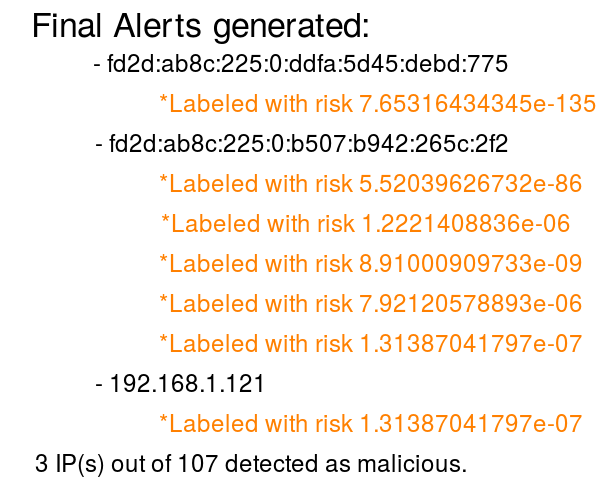 Final Alerts generated:
- fd2d:ab8c:225:0:ddfa:5d45:debd:775
*Labeled with risk 7.65316434345e-135
- fd2d:ab8c:225:0:b507:b942:265c:2f2
*Labeled with risk 5.52039626732e-86
*Labeled with risk 1.2221408836e-06
*Labeled with risk 8.91000909733e-09
*Labeled with risk 7.92120578893e-06
*Labeled with risk 1.31387041797e-07
- 192.168.1.121
*Labeled with risk 1.31387041797e-07
3 IP(s) out of 107 detected as malicious.